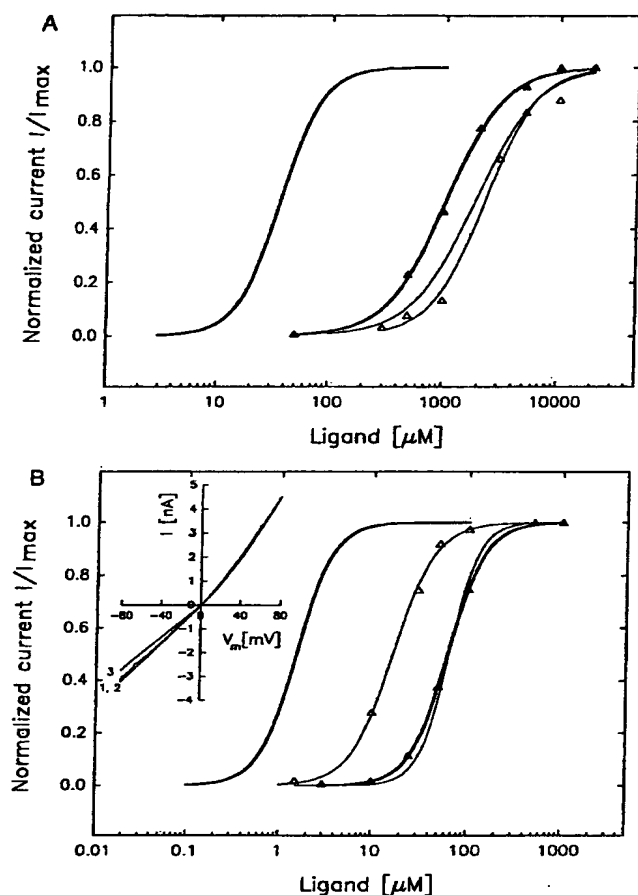 A
Normalized current I/Imax
1.0
0.8
0.6
0.4
0.2
0.0
1 10 100 1000 10000
Ligand [μM]
B
Normalized current I/Imax
1.0
0.8
0.6
0.4
0.2
0.0
0.01 0.1 1 10 100 1000
Ligand [μM]
I [nA]
5
4
3
2
1
0
-1
-2
-3
-4
-80 -40 0 40 80
Vm[mV]
3
1, 2